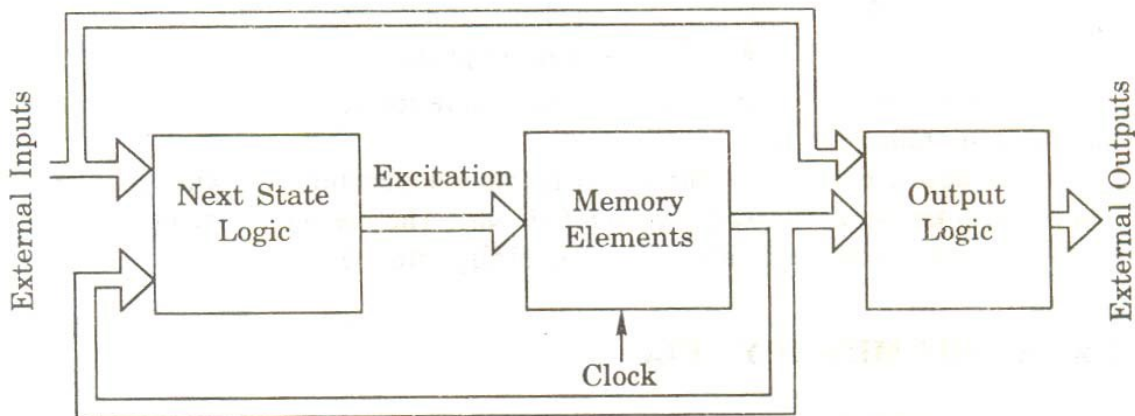 External Inputs
Next State
Logic
Excitation
Memory
Elements
Clock
Output
Logic
External Outputs